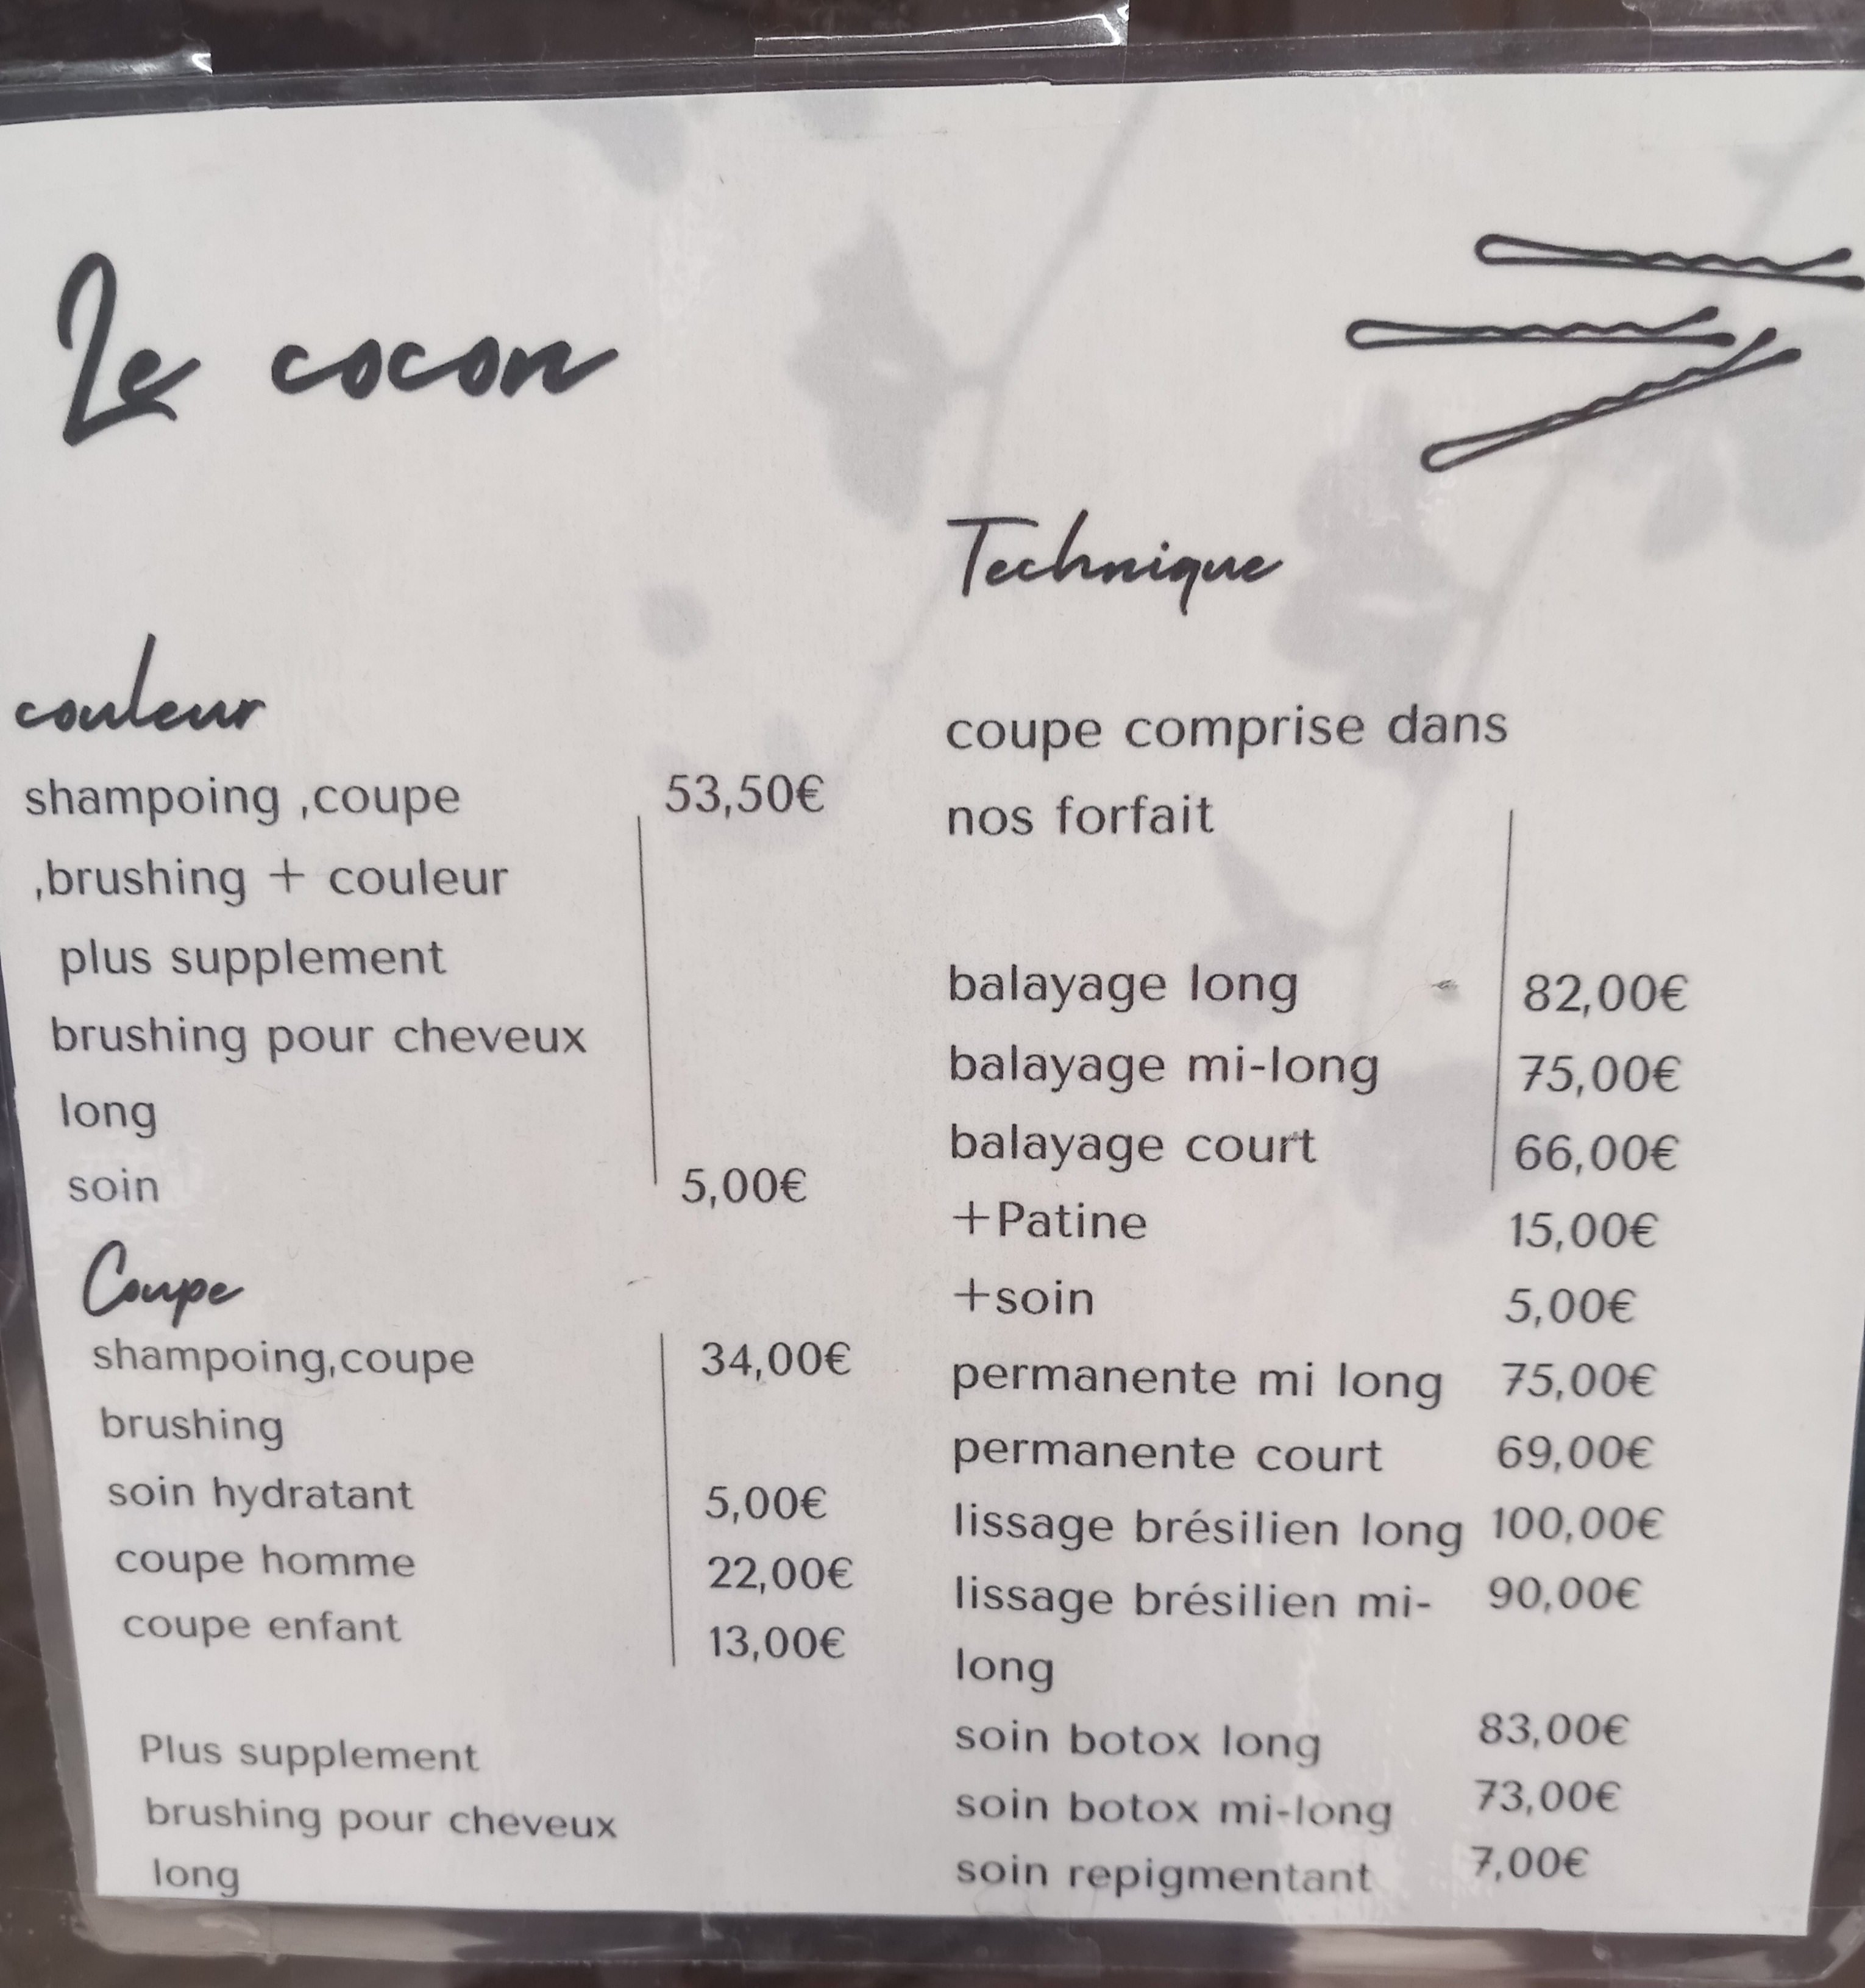 Le cocon
couleur
shampoing ,coupe 53,50€
,brushing + couleur
plus supplement
brushing pour cheveux
long
soin 5,00€
Coupe
shampoing,coupe 34,00€
brushing
soin hydratant 5,00€
coupe homme 22,00€
coupe enfant 13,00€
Plus supplement
brushing pour cheveux
long
Technique
coupe comprise dans
nos forfait
balayage long 82,00€
balayage mi-long 75,00€
balayage court 66,00€
+Patine 15,00€
+soin 5,00€
permanente mi long 75,00€
permanente court 69,00€
lissage brésilien long 100,00€
lissage brésilien mi- 90,00€
long
soin botox long 83,00€
soin botox mi-long 73,00€
soin repigmentant 7,00€